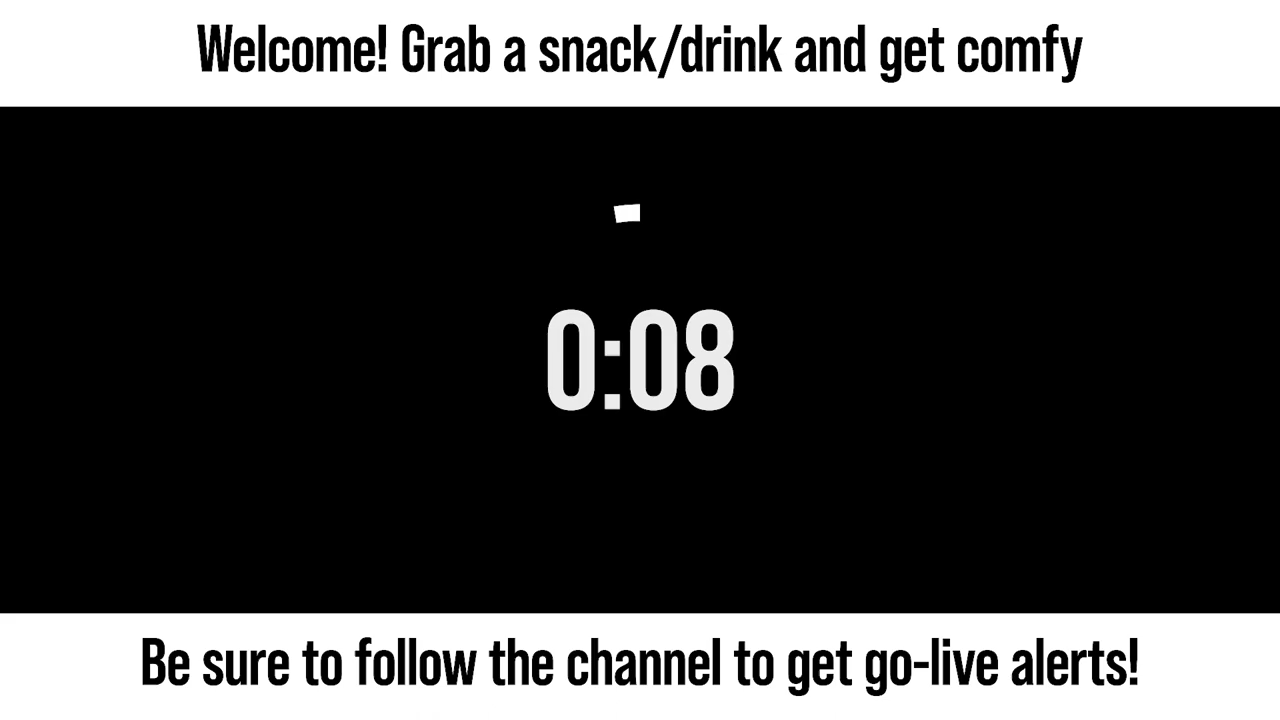 Welcome! Grab a snack/drink and get comfy
0:08
Be sure to follow the channel to get go-live alerts!